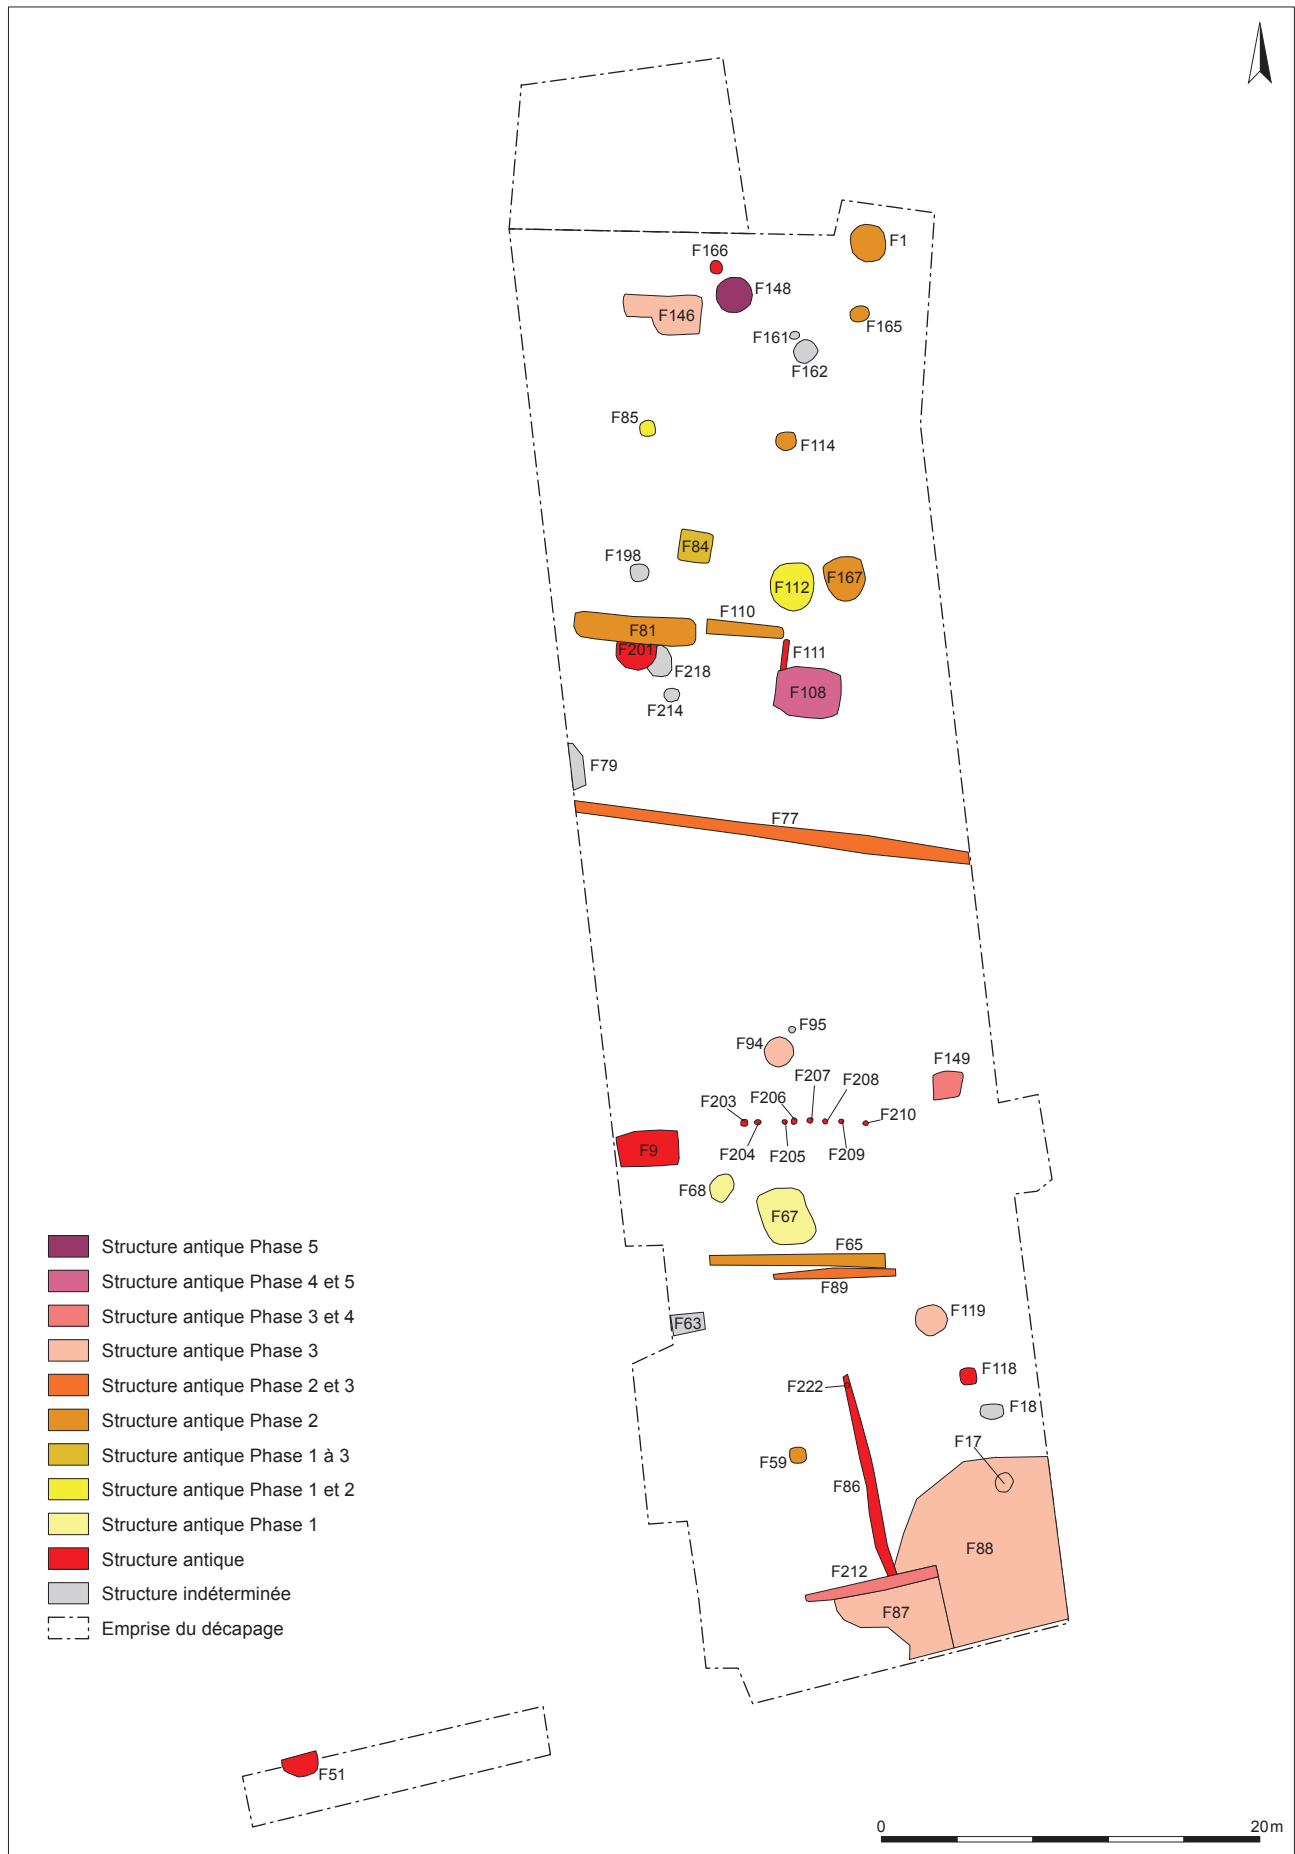 F1
F166
F148
F146
F165
F161
F162
F85
F114
F84
F198
F112
F167
F110
F81
F201
F111
F218
F108
F214
F79
F77
F95
F94
F149
F207
F206
F208
F203
F210
F9
F204
F205
F209
F68
F67
F65
F89
F63
F119
F118
F222
F18
F17
F59
F86
F88
F212
F87
Structure antique Phase 5
Structure antique Phase 4 et 5
Structure antique Phase 3 et 4
Structure antique Phase 3
Structure antique Phase 2 et 3
Structure antique Phase 2
Structure antique Phase 1 à 3
Structure antique Phase 1 et 2
Structure antique Phase 1
Structure antique
Structure indéterminée
Emprise du décapage
F51
0 20 m